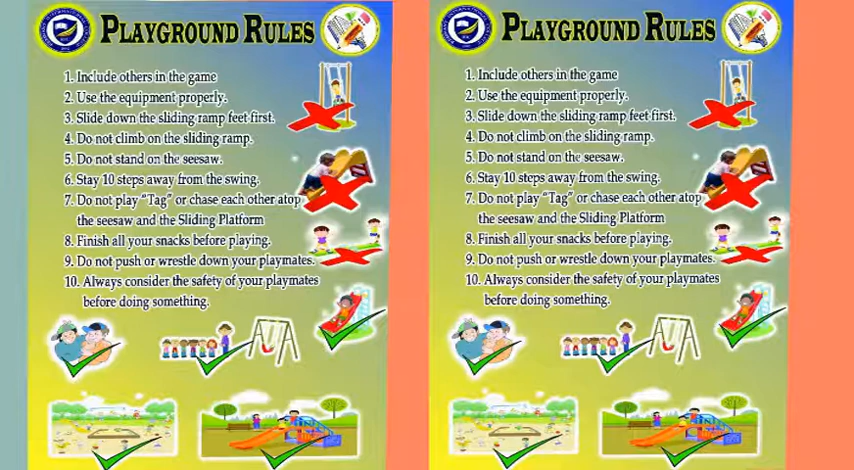 PLAYGROUND RULES
1. Include others in the game
2. Use the equipment properly.
3. Slide down the sliding ramp feet first.
4. Do not climb on the sliding ramp.
5. Do not stand on the seesaw.
6. Stay 10 steps away from the swing.
7. Do not play “Tag” or chase each other atop
the seesaw and the Sliding Platform
8. Finish all your snacks before playing.
9. Do not push or wrestle down your playmates.
10. Always consider the safety of your playmates
before doing something.
PLAYGROUND RULES
1. Include others in the game
2. Use the equipment properly.
3. Slide down the sliding ramp feet first.
4. Do not climb on the sliding ramp.
5. Do not stand on the seesaw.
6. Stay 10 steps away from the swing.
7. Do not play “Tag” or chase each other atop
the seesaw and the Sliding Platform
8. Finish all your snacks before playing.
9. Do not push or wrestle down your playmates.
10. Always consider the safety of your playmates
before doing something.